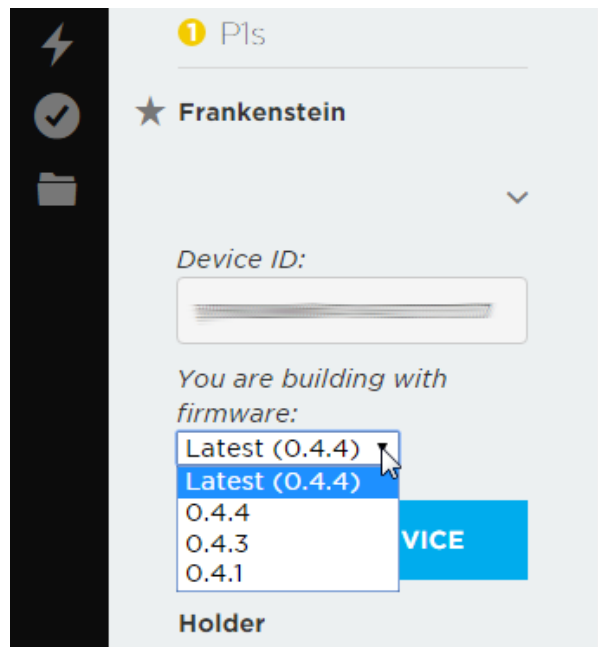 1 P1s
Frankenstein
Device ID:
You are building with
firmware:
Latest (0.4.4)
Latest (0.4.4)
0.4.4
0.4.3
VICE
0.4.1
Holder